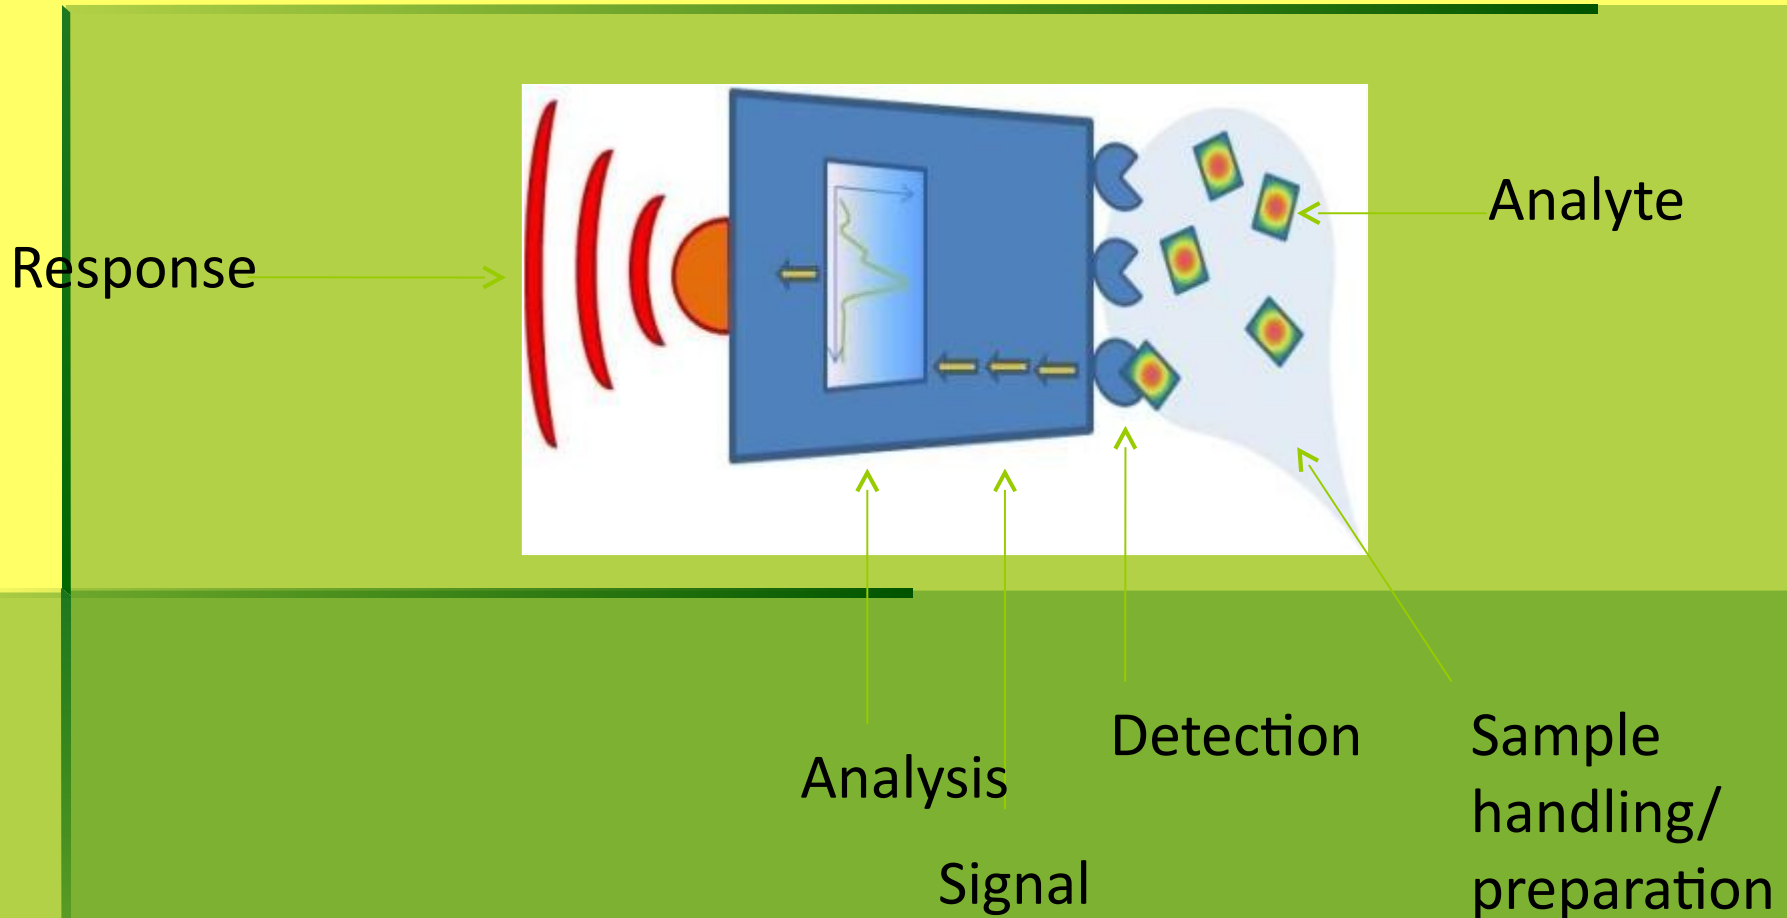 Analyte
Response
Detection
Sample
handling/
preparation
Analysis
Signal